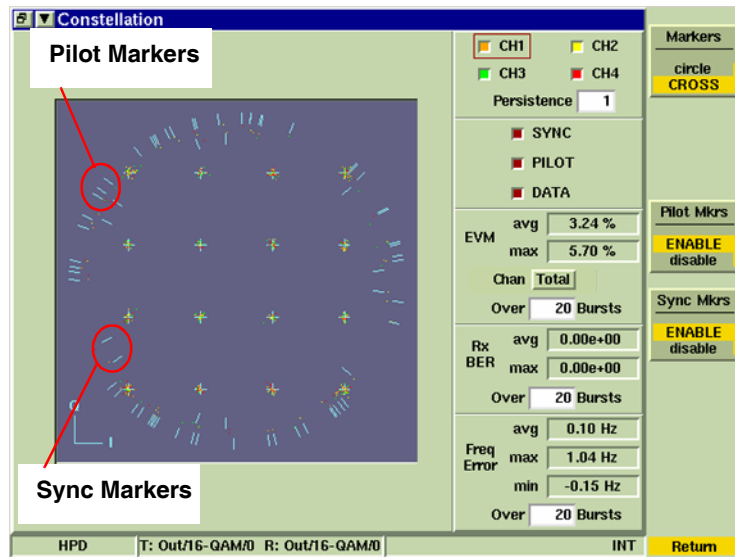 Constellation
Pilot Markers
Sync Markers
Q
I
CH1 CH2
CH3 CH4
Persistence 1
SYNC
PILOT
DATA
EVM
avg 3.24 %
max 5.70 %
Chan Total
Over 20 Bursts
Rx BER
avg 0.00e+00
max 0.00e+00
Over 20 Bursts
Freq Error
avg 0.10 Hz
max 1.04 Hz
min -0.15 Hz
Over 20 Bursts
Markers
circle
CROSS
Pilot Mkrs
ENABLE
disable
Sync Mkrs
ENABLE
disable
HPD T: Out/16-QAM/0 R: Out/16-QAM/0 INT Return